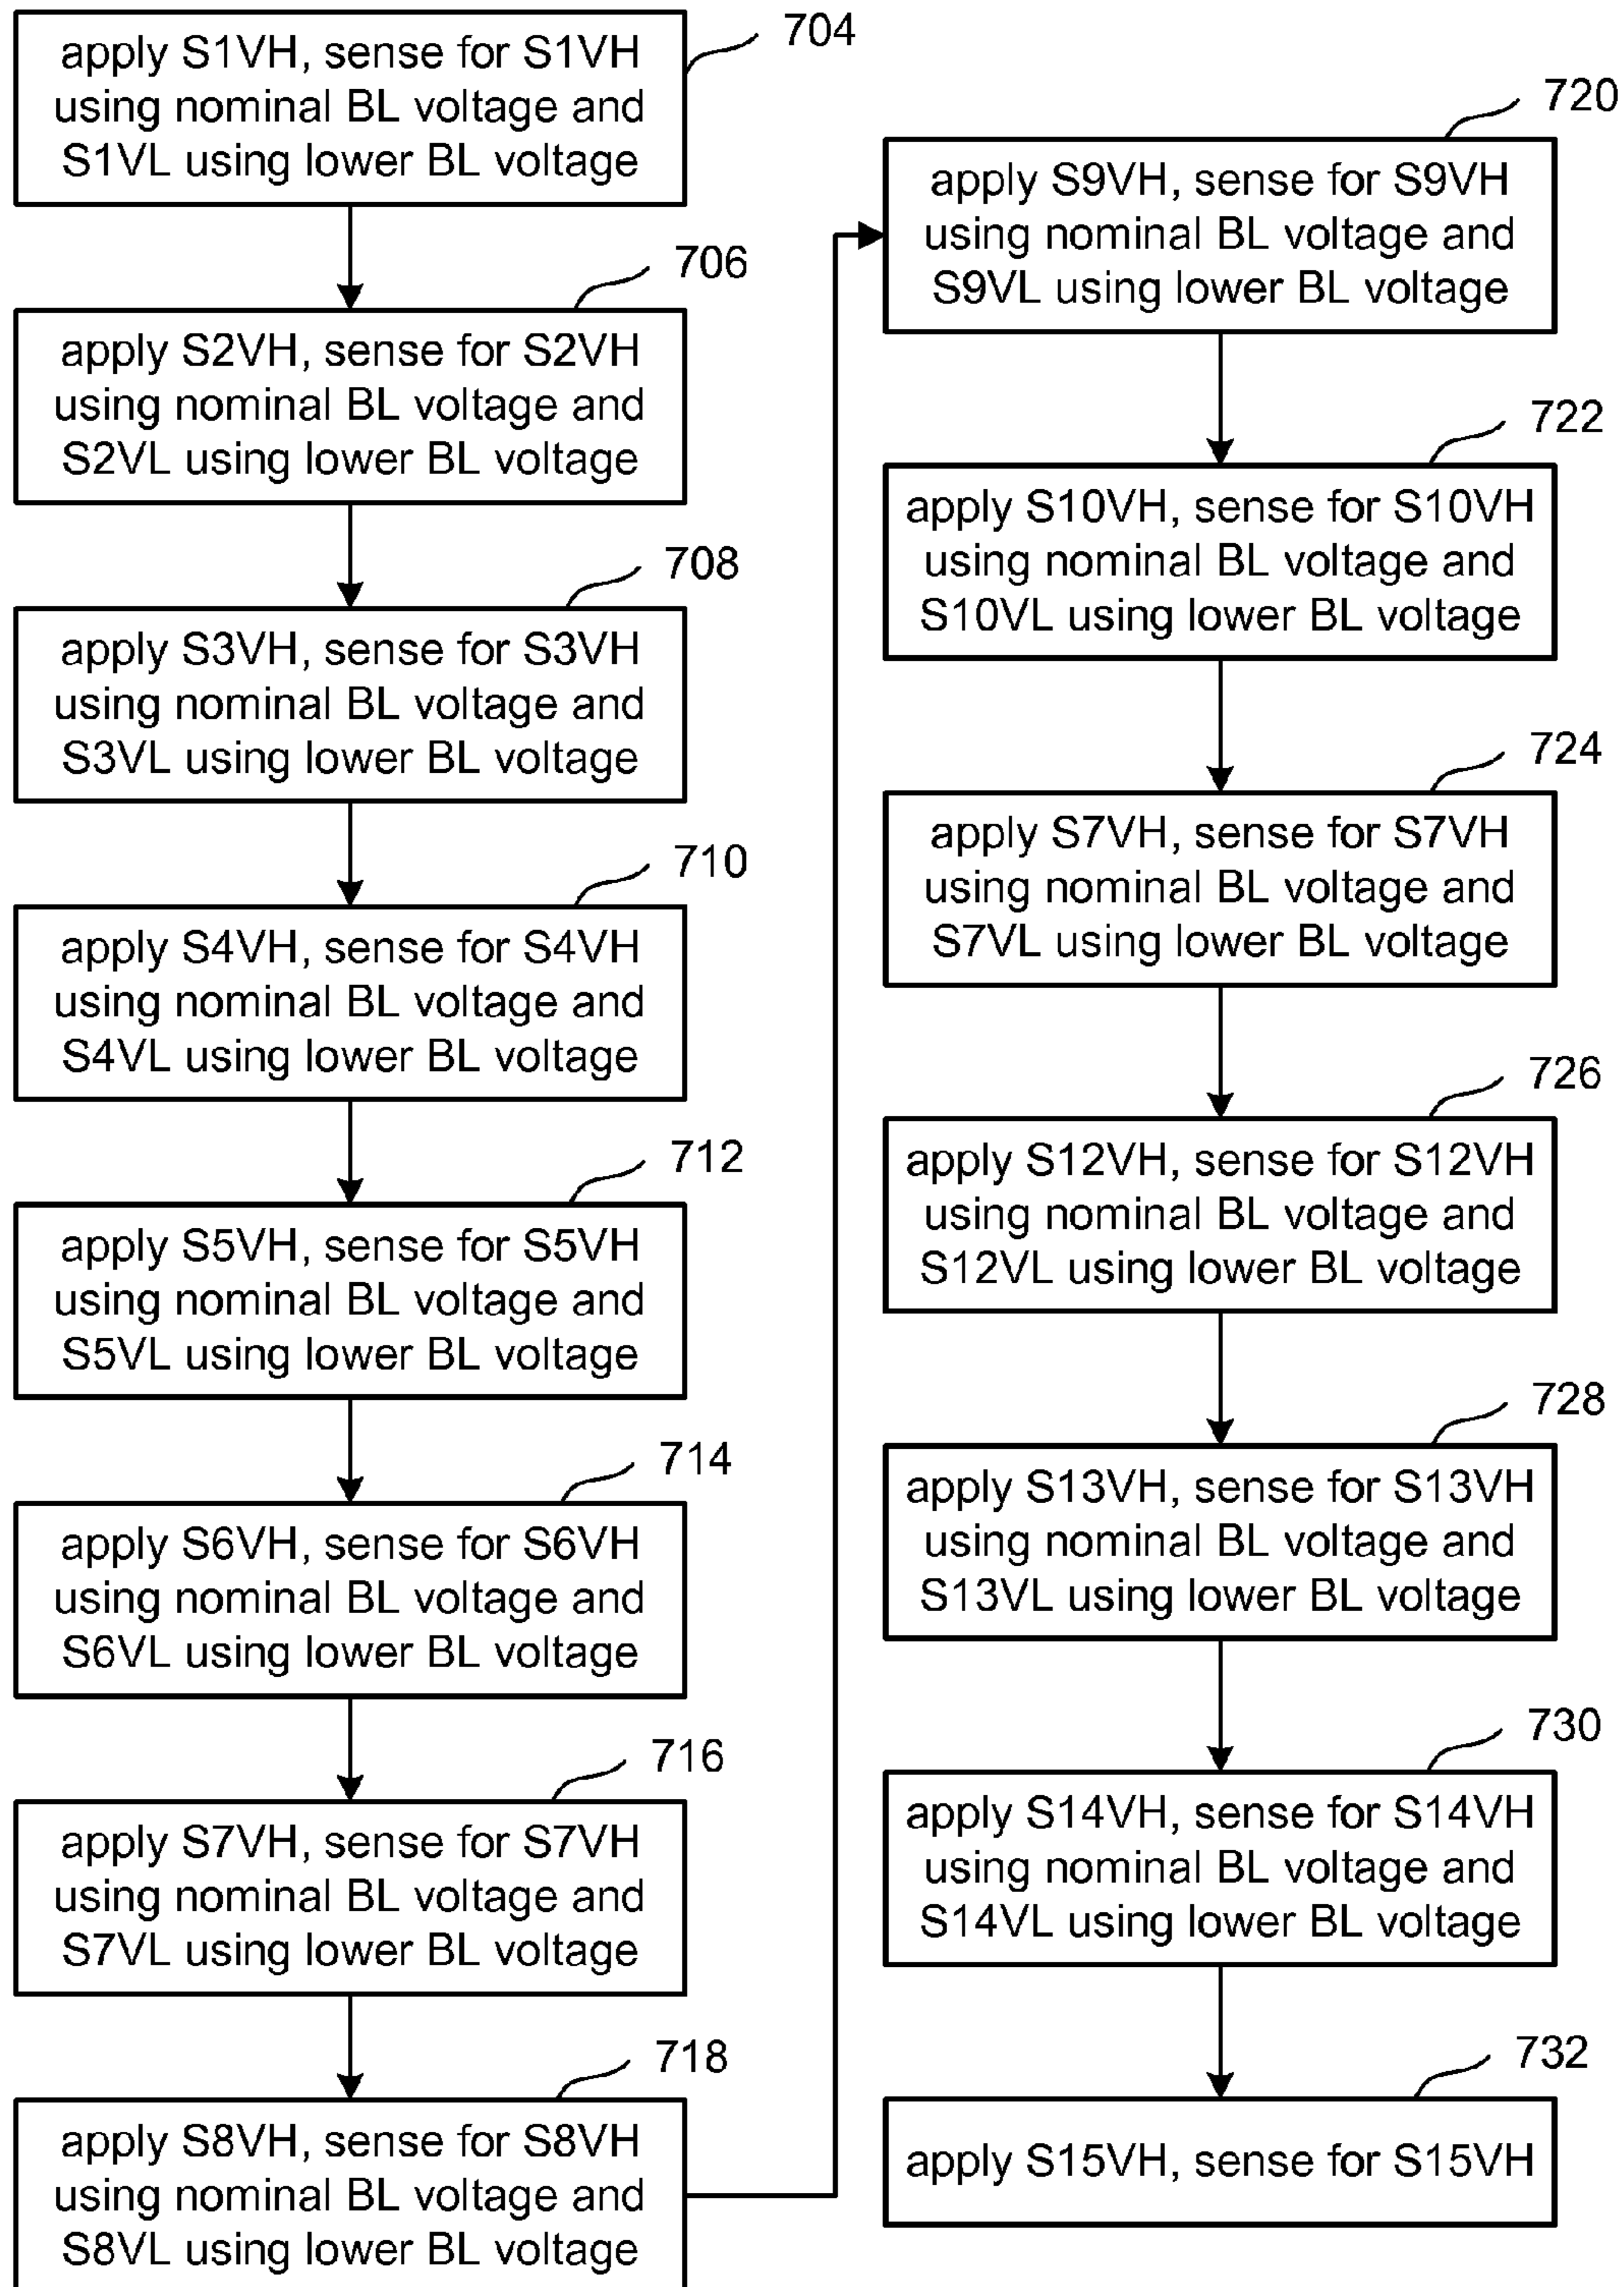 704
apply S1VH, sense for S1VH
using nominal BL voltage and
S1VL using lower BL voltage
706
apply S2VH, sense for S2VH
using nominal BL voltage and
S2VL using lower BL voltage
708
apply S3VH, sense for S3VH
using nominal BL voltage and
S3VL using lower BL voltage
710
apply S4VH, sense for S4VH
using nominal BL voltage and
S4VL using lower BL voltage
712
apply S5VH, sense for S5VH
using nominal BL voltage and
S5VL using lower BL voltage
714
apply S6VH, sense for S6VH
using nominal BL voltage and
S6VL using lower BL voltage
716
apply S7VH, sense for S7VH
using nominal BL voltage and
S7VL using lower BL voltage
718
apply S8VH, sense for S8VH
using nominal BL voltage and
S8VL using lower BL voltage
720
apply S9VH, sense for S9VH
using nominal BL voltage and
S9VL using lower BL voltage
722
apply S10VH, sense for S10VH
using nominal BL voltage and
S10VL using lower BL voltage
724
apply S7VH, sense for S7VH
using nominal BL voltage and
S7VL using lower BL voltage
726
apply S12VH, sense for S12VH
using nominal BL voltage and
S12VL using lower BL voltage
728
apply S13VH, sense for S13VH
using nominal BL voltage and
S13VL using lower BL voltage
730
apply S14VH, sense for S14VH
using nominal BL voltage and
S14VL using lower BL voltage
732
apply S15VH, sense for S15VH